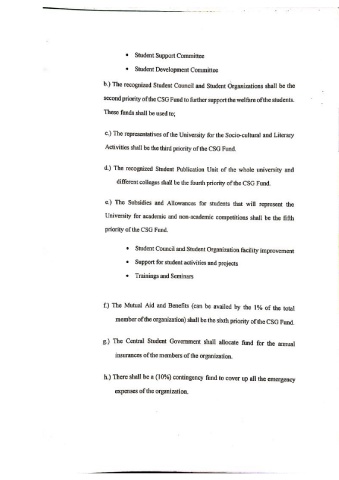 • Student Support Committee
• Student Development Committee
b.) The recognized Student Council and Student Organizations shall be the
second priority of the CSG Fund to further support the welfare of the students.
These funds shall be used to;
c.) The representatives of the University for the Socio-cultural and Literacy
Activities shall be the third priority of the CSG Fund.
d.) The recognized Student Publication Unit of the whole university and
different colleges shall be the fourth priority of the CSG Fund.
e.) The Subsidies and Allowances for students that will represent the
University for academic and non-academic competitions shall be the fifth
priority of the CSG Fund.
• Student Council and Student Organization facility improvement
• Support for student activities and projects
• Trainings and Seminars
f.) The Mutual Aid and Benefits (can be availed by the 1% of the total
member of the organization) shall be the sixth priority of the CSG Fund.
g.) The Central Student Government shall allocate fund for the annual
insurances of the members of the organization.
h.) There shall be a (10%) contingency fund to cover up all the emergency
expenses of the organization.